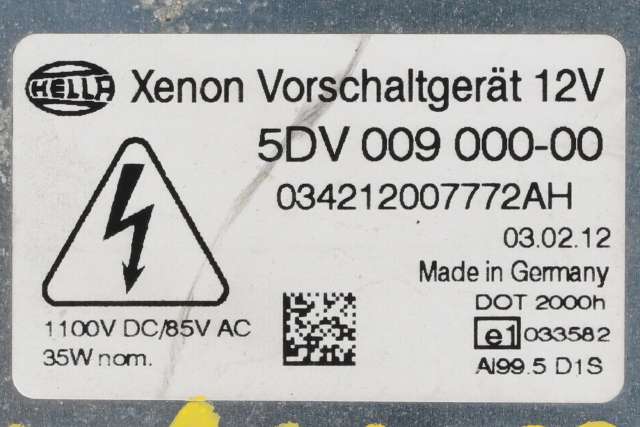 HELLA Xenon Vorschaltgerät 12V
5DV 009 000-00
034212007772AH
03.02.12
Made in Germany
DOT 2000h
1100V DC/85V AC
e1 033582
35W nom.
AI99.5 D1S